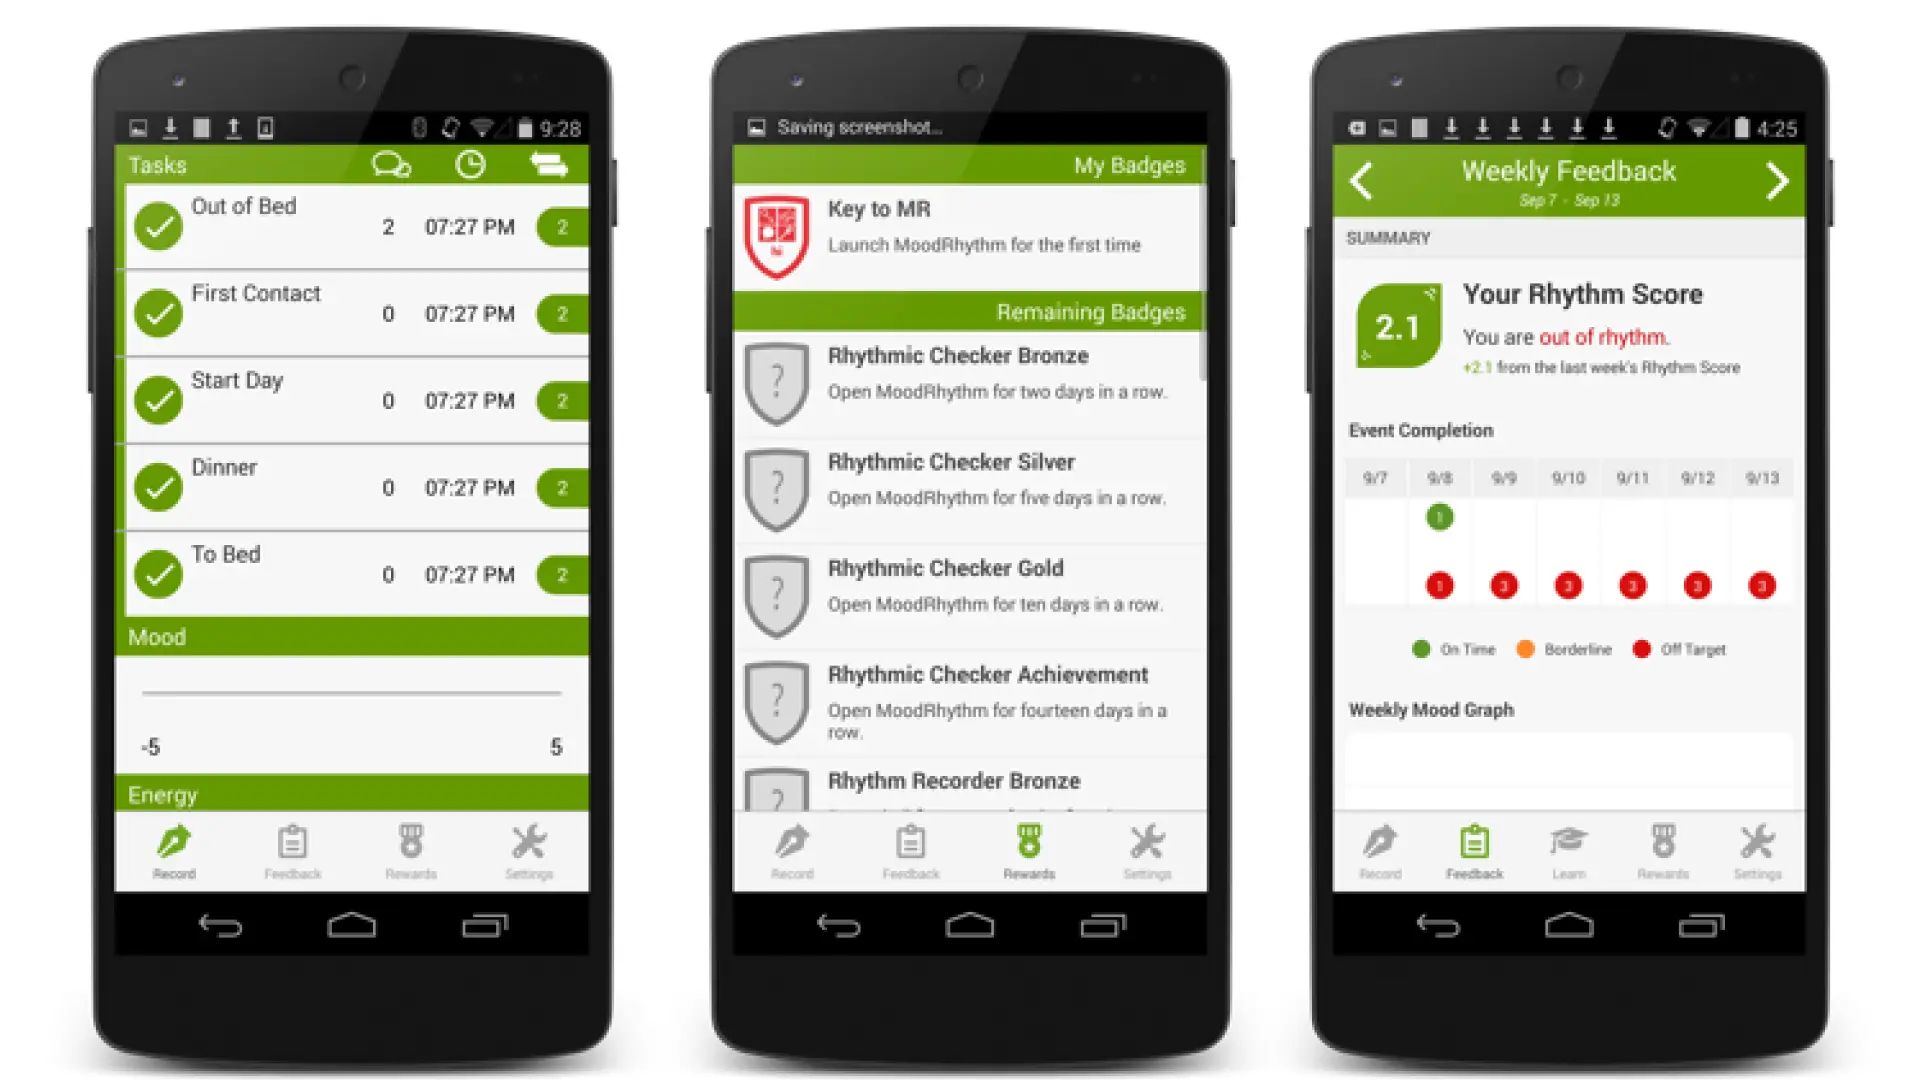 9:28
Tasks
Out of Bed
2 07:27 PM 2
First Contact
0 07:27 PM 2
Start Day
0 07:27 PM 2
Dinner
0 07:27 PM 2
To Bed
0 07:27 PM 2
Mood
-5 5
Energy
Record Feedback Rewards Settings
Saving screenshot...
My Badges
Key to MR
Launch MoodRhythm for the first time
Remaining Badges
Rhythmic Checker Bronze
Open MoodRhythm for two days in a row.
Rhythmic Checker Silver
Open MoodRhythm for five days in a row.
Rhythmic Checker Gold
Open MoodRhythm for ten days in a row.
Rhythmic Checker Achievement
Open MoodRhythm for fourteen days in a
row.
Rhythm Recorder Bronze
Record Feedback Rewards Settings
4:25
Weekly Feedback
Sep 7 - Sep 13
SUMMARY
2.1
Your Rhythm Score
You are out of rhythm.
+2.1 from the last week's Rhythm Score
Event Completion
9/7 9/8 9/9 9/10 9/11 9/12 9/13
1
1 3 3 3 3 3
On Time Borderline Off Target
Weekly Mood Graph
Record Feedback Learn Rewards Settings